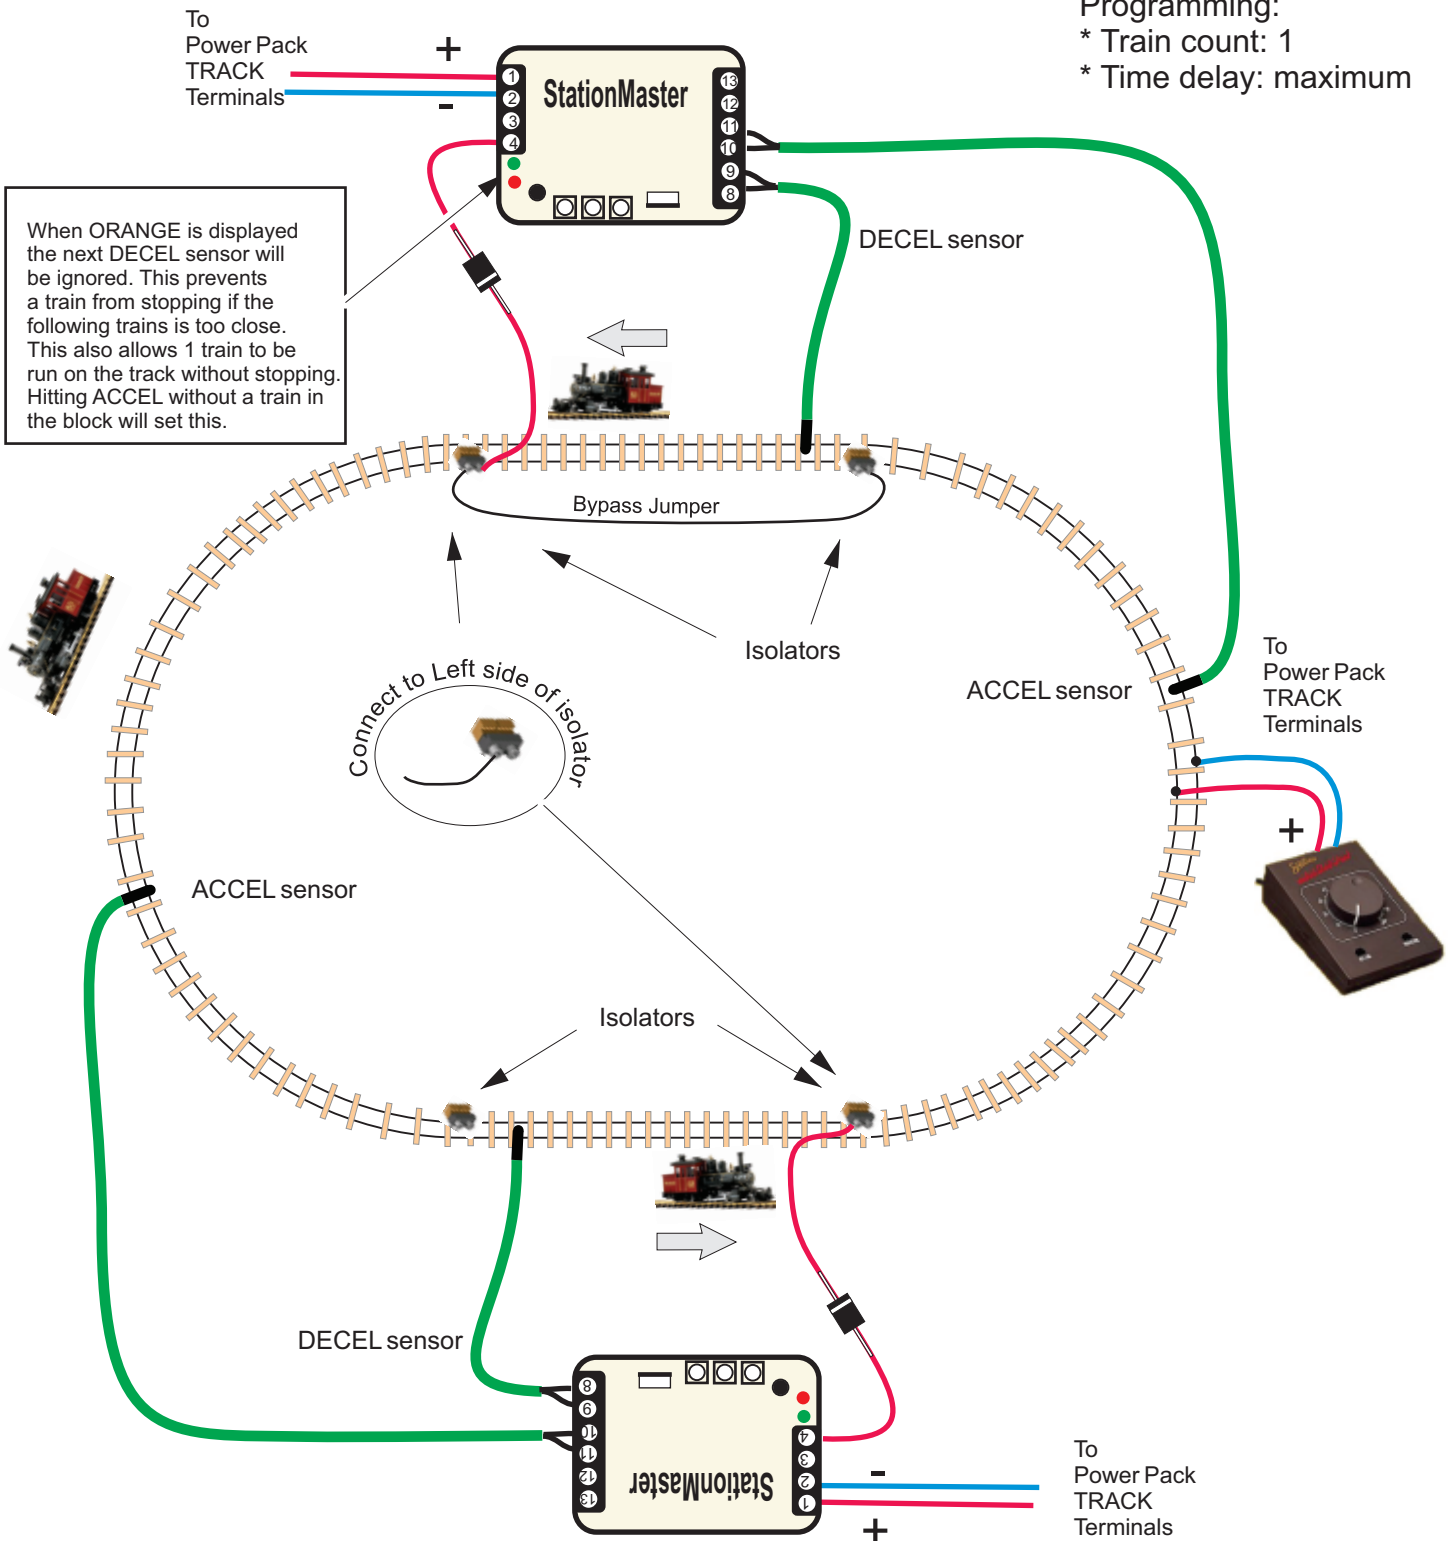 To
Power Pack
TRACK
Terminals
+
-
Programming:
* Train count: 1
* Time delay: maximum
StationMaster
1
2
3
4
13
12
11
10
9
8
When ORANGE is displayed
the next DECEL sensor will
be ignored. This prevents
a train from stopping if the
following trains is too close.
This also allows 1 train to be
run on the track without stopping.
Hitting ACCEL without a train in
the block will set this.
DECEL sensor
Bypass Jumper
Isolators
Connect to Left side of isolator
ACCEL sensor
To
Power Pack
TRACK
Terminals
+
ACCEL sensor
Isolators
DECEL sensor
8
9
10
11
12
13
4
3
2
1
StationMaster
-
+
To
Power Pack
TRACK
Terminals